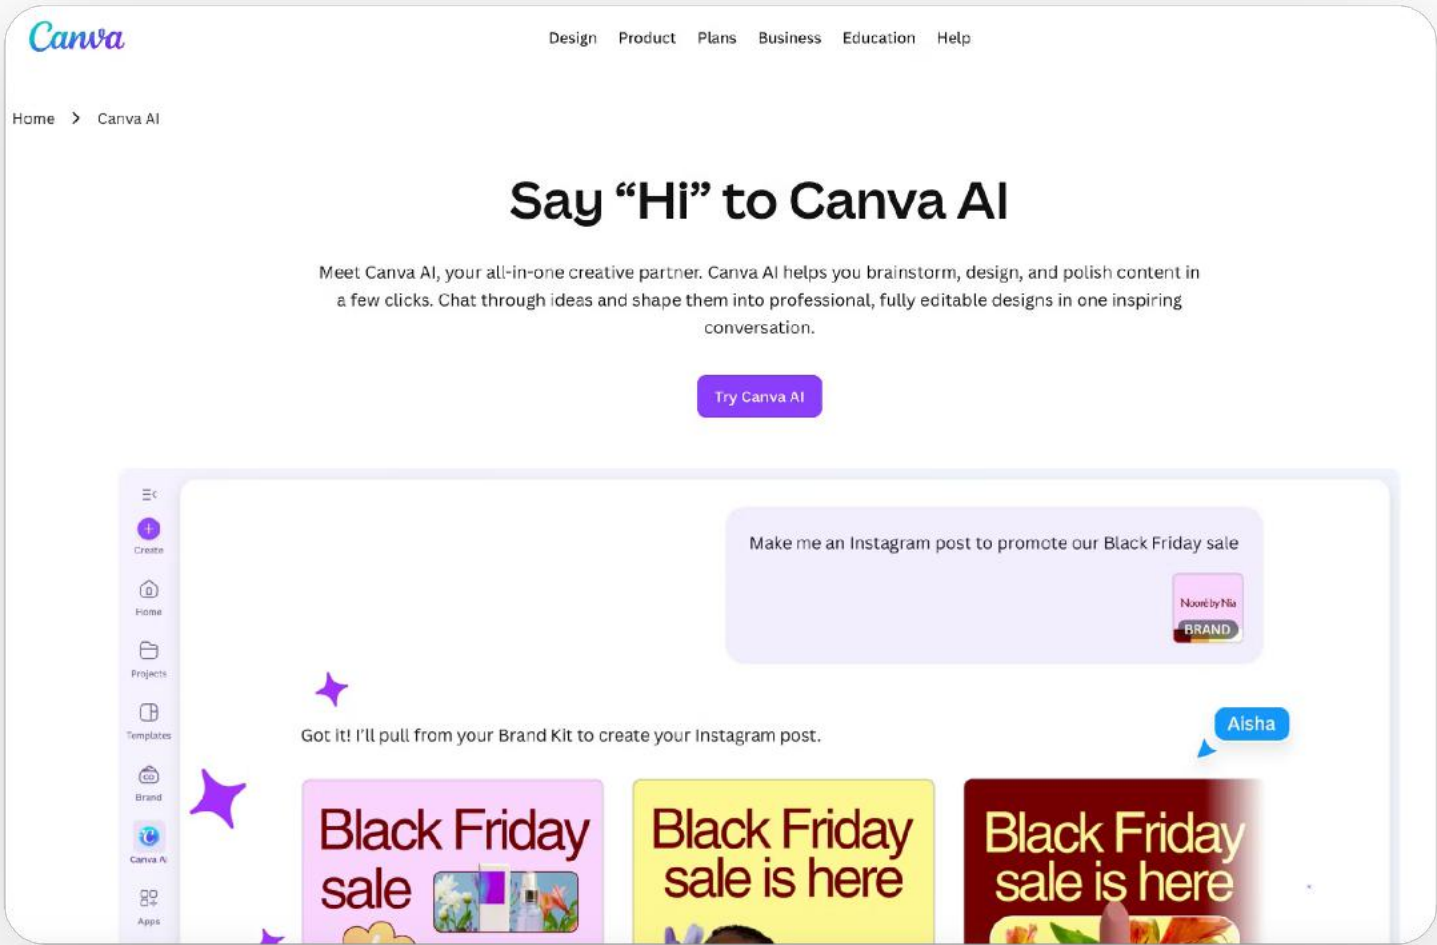 Canva
Design Product Plans Business Education Help
Home > Canva AI
Say “Hi” to Canva AI
Meet Canva AI, your all-in-one creative partner. Canva AI helps you brainstorm, design, and polish content in
a few clicks. Chat through ideas and shape them into professional, fully editable designs in one inspiring
conversation.
Try Canva AI
Create
Home
Projects
Templates
Brand
Canva AI
Apps
Make me an Instagram post to promote our Black Friday sale
Nooré by Nia
BRAND
Got it! I'll pull from your Brand Kit to create your Instagram post.
Aisha
Black Friday
sale
Black Friday
sale is here
Black Friday
sale is here